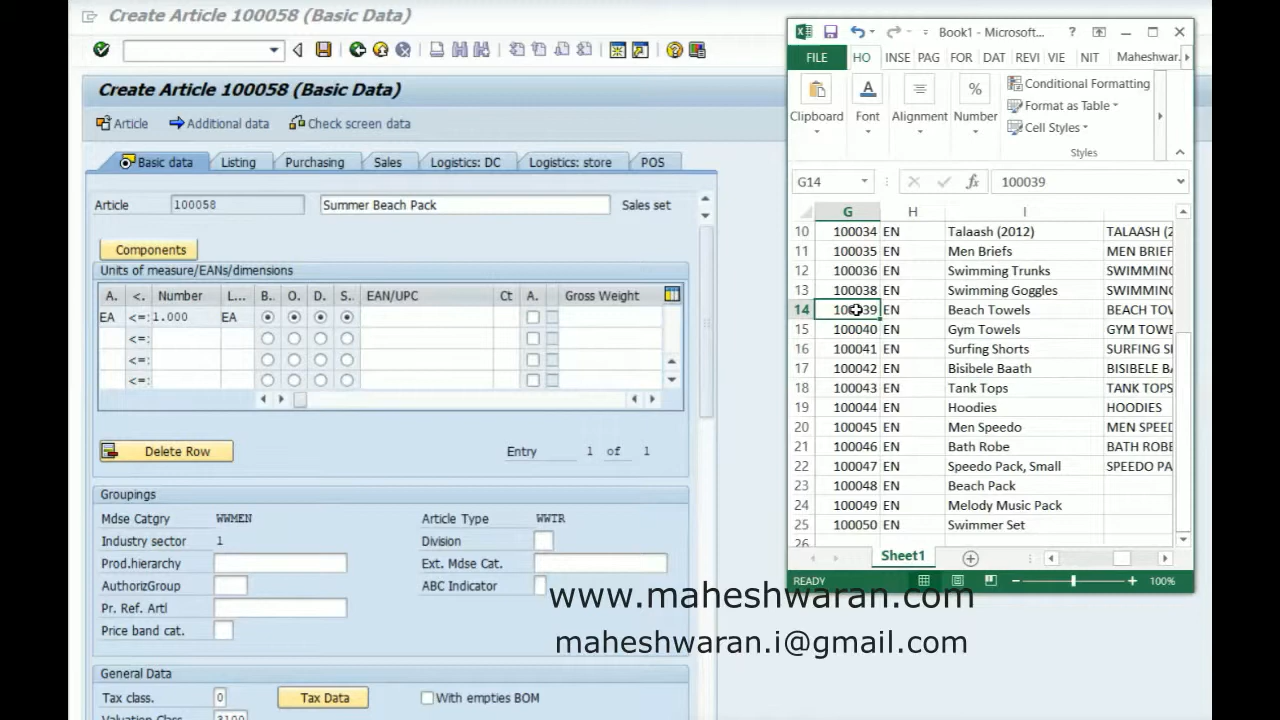 Create Article 100058 (Basic Data)
Create Article 100058 (Basic Data)
Article Additional data Check screen data
Basic data Listing Purchasing Sales Logistics: DC Logistics: store POS
Article 100058 Summer Beach Pack Sales set
Components
Units of measure/EANs/dimensions
A. <. Number L... B.. O. D. S.. EAN/UPC Ct A. Gross Weight
EA <=: 1.000 EA
<=:
<=:
<=:
Delete Row Entry 1 of 1
Groupings
Mdse Catgry WWMEN Article Type WWIR
Industry sector 1 Division
Prod.hierarchy Ext. Mdse Cat.
AuthorizGroup ABC Indicator
Pr. Ref. Artl
Price band cat.
General Data
Tax class. 0 Tax Data With empties BOM
Valuation Class 3100
Book1 - Microsoft... ?
FILE HO INSE PAG FOR DAT REVI VIE NIT Maheshwar.
Clipboard Font Alignment Number
Conditional Formatting
Format as Table
Cell Styles
Styles
G14 fx 100039
G H I
10 100034 EN Talaash (2012) TALAASH (2
11 100035 EN Men Briefs MEN BRIEF
12 100036 EN Swimming Trunks SWIMMING
13 100038 EN Swimming Goggles SWIMMING
14 EN Beach Towels BEACH TOW
15 100040 EN Gym Towels GYM TOWE
16 100041 EN Surfing Shorts SURFING SH
17 100042 EN Bisibele Baath BISIBELE BA
18 100043 EN Tank Tops TANK TOPS
19 100044 EN Hoodies HOODIES
20 100045 EN Men Speedo MEN SPEED
21 100046 EN Bath Robe BATH ROBE
22 100047 EN Speedo Pack, Small SPEEDO PA
23 100048 EN Beach Pack
24 100049 EN Melody Music Pack
25 100050 EN Swimmer Set
26
Sheet1
READY 100%
www.maheshwaran.com
maheshwaran.i@gmail.com